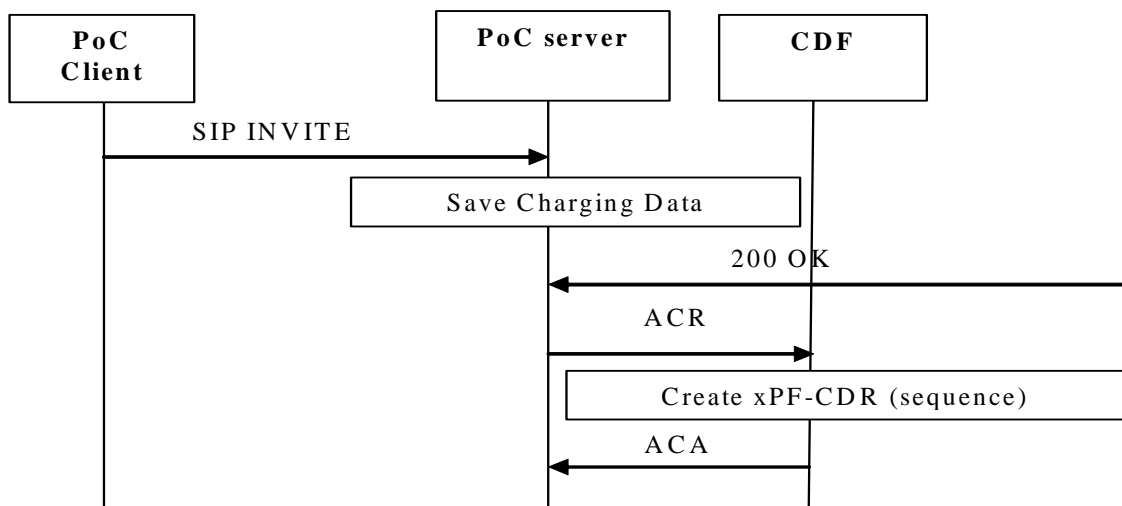 PoC
Client
PoC server
CDF
SIP INVITE
Save Charging Data
200 OK
ACR
Create xPF-CDR (sequence)
ACA